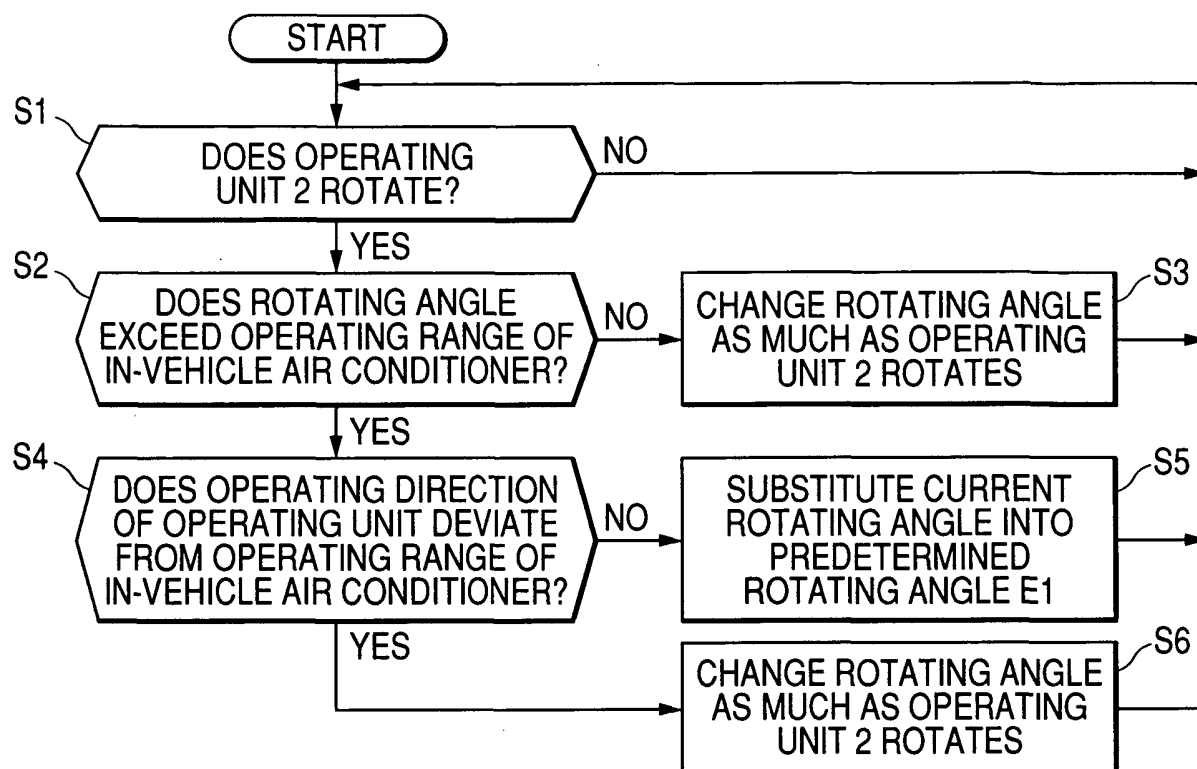 START
S1
DOES OPERATING
UNIT 2 ROTATE?
NO
YES
S2
DOES ROTATING ANGLE
EXCEED OPERATING RANGE OF
IN-VEHICLE AIR CONDITIONER?
NO
S3
CHANGE ROTATING ANGLE
AS MUCH AS OPERATING
UNIT 2 ROTATES
YES
S4
DOES OPERATING DIRECTION
OF OPERATING UNIT DEVIATE
FROM OPERATING RANGE OF
IN-VEHICLE AIR CONDITIONER?
NO
S5
SUBSTITUTE CURRENT
ROTATING ANGLE INTO
PREDETERMINED
ROTATING ANGLE E1
YES
S6
CHANGE ROTATING ANGLE
AS MUCH AS OPERATING
UNIT 2 ROTATES